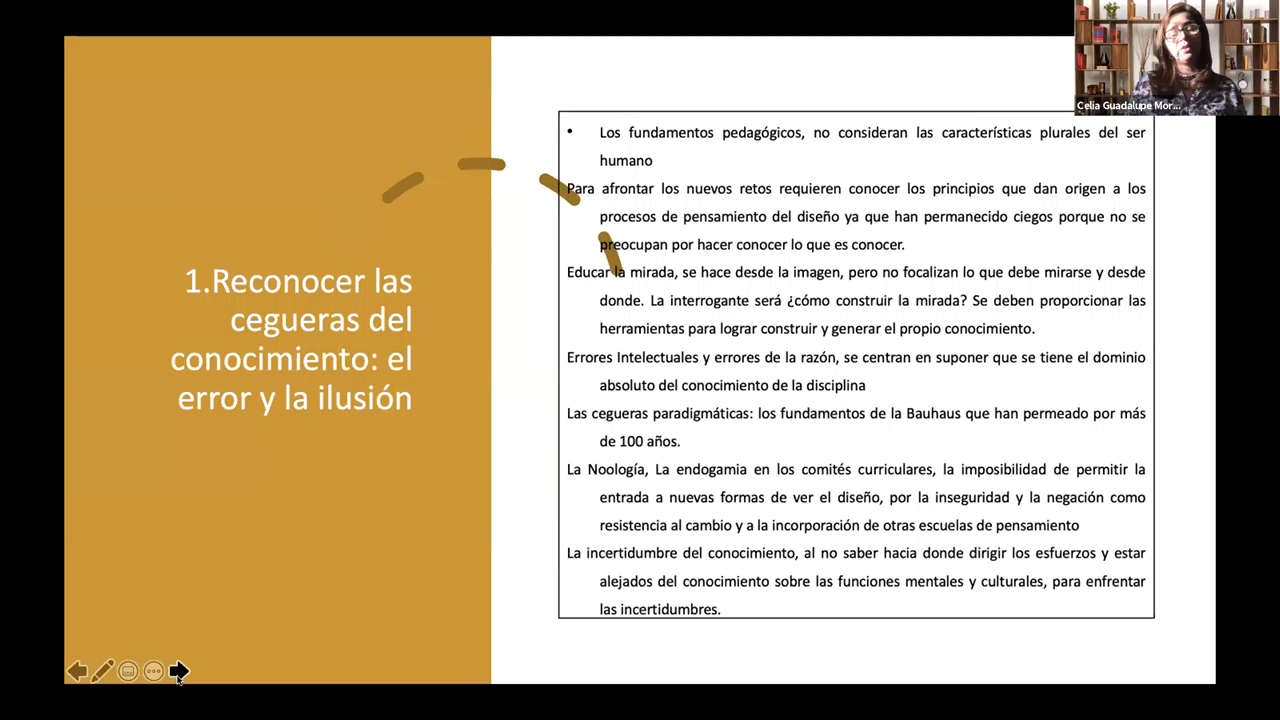 Celia Guadalupe Mor...
1.Reconocer las
cegueras del
conocimiento: el
error y la ilusión
• Los fundamentos pedagógicos, no consideran las características plurales del ser
humano
Para afrontar los nuevos retos requieren conocer los principios que dan origen a los
procesos de pensamiento del diseño ya que han permanecido ciegos porque no se
preocupan por hacer conocer lo que es conocer.
Educar la mirada, se hace desde la imagen, pero no focalizan lo que debe mirarse y desde
donde. La interrogante será ¿cómo construir la mirada? Se deben proporcionar las
herramientas para lograr construir y generar el propio conocimiento.
Errores Intelectuales y errores de la razón, se centran en suponer que se tiene el dominio
absoluto del conocimiento de la disciplina
Las cegueras paradigmáticas: los fundamentos de la Bauhaus que han permeado por más
de 100 años.
La Noología, La endogamia en los comités curriculares, la imposibilidad de permitir la
entrada a nuevas formas de ver el diseño, por la inseguridad y la negación como
resistencia al cambio y a la incorporación de otras escuelas de pensamiento
La incertidumbre del conocimiento, al no saber hacia donde dirigir los esfuerzos y estar
alejados del conocimiento sobre las funciones mentales y culturales, para enfrentar
las incertidumbres.